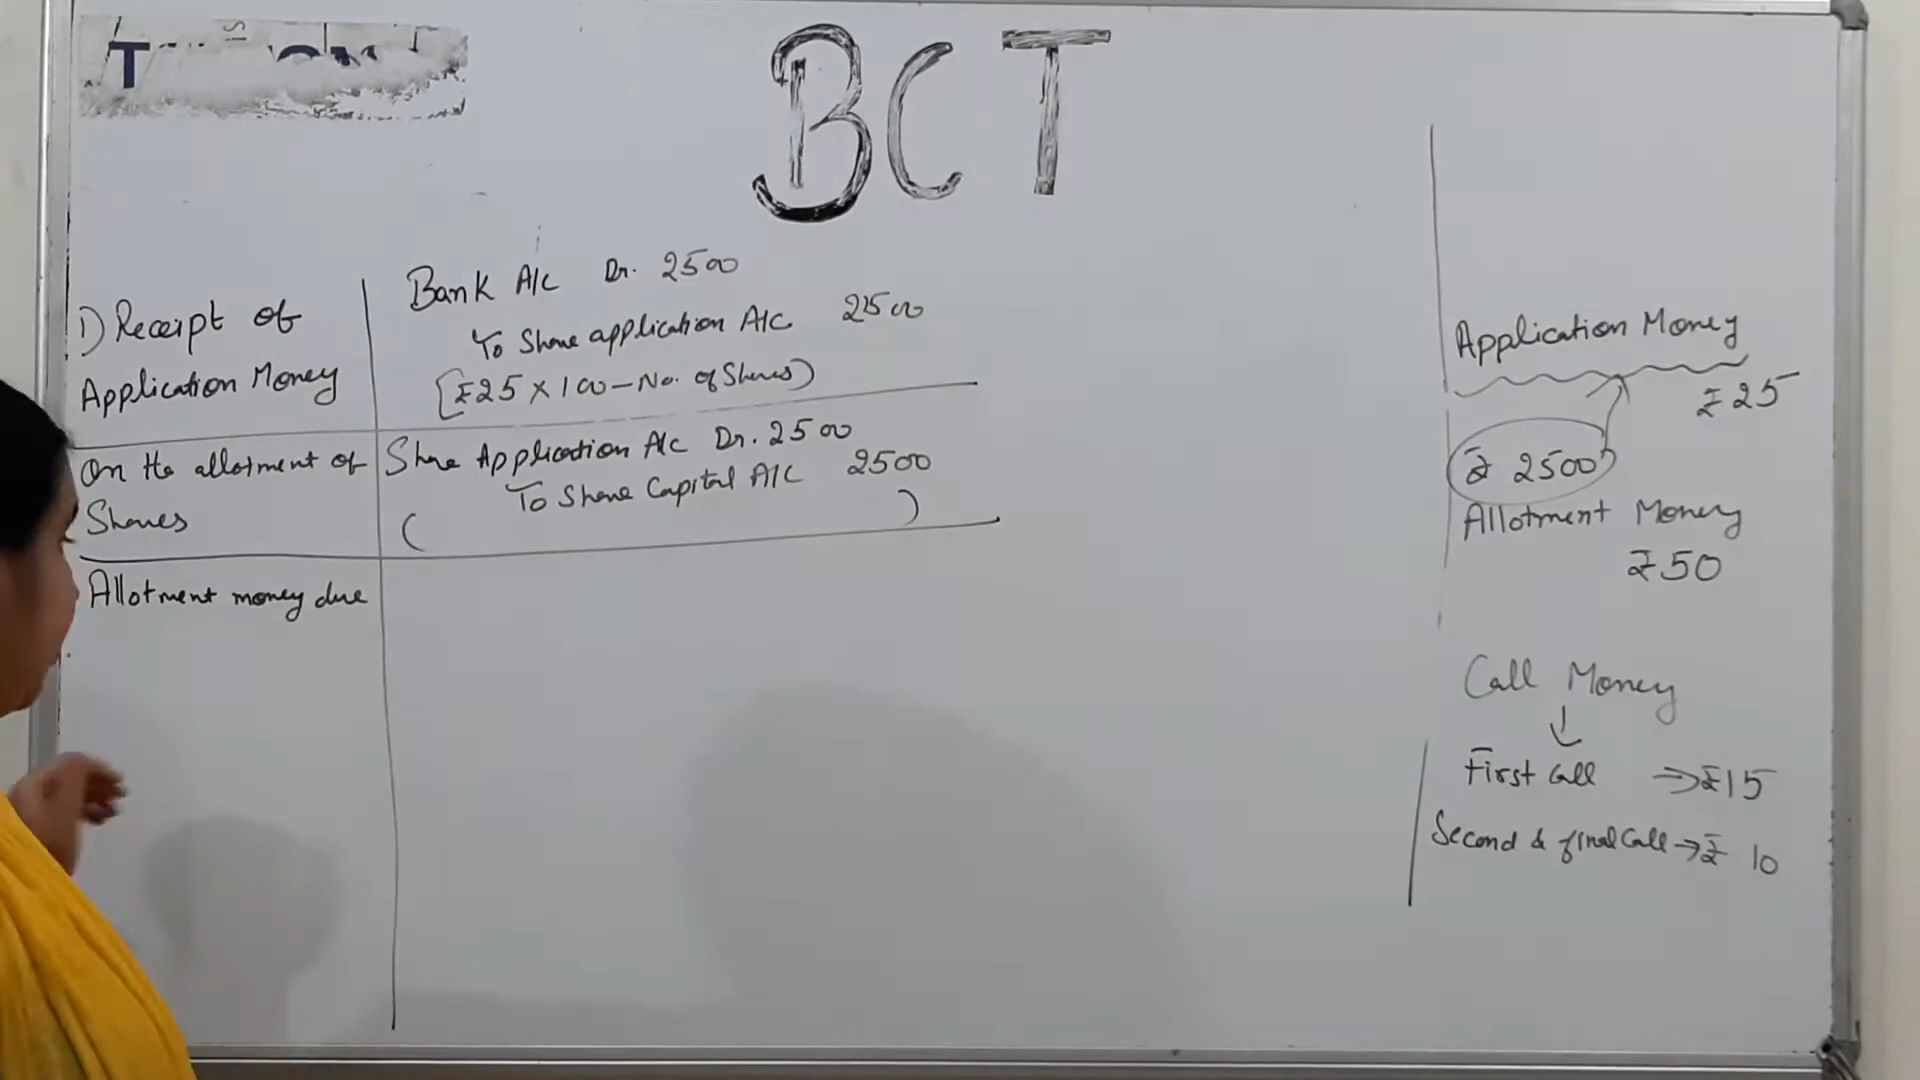 BCT
1) Receipt of
Application Money
Bank A/c Dr. 2500
To Share application A/c 2500
[₹25 × 100 - No. of Shares)
On the allotment of
Shares
Share Application A/c Dr. 2500
To Share Capital A/c 2500
( )
Allotment money due
Application Money
₹25
₹ 2500
Allotment Money
₹50
Call Money
First Call → ₹15
Second & final Call → ₹ 10